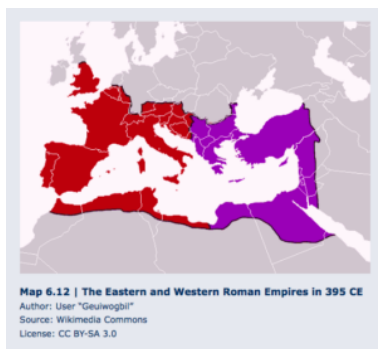 Map 6.12 | The Eastern and Western Roman Empires in 395 CE
Author: User "Geuiwogbil"
Source: Wikimedia Commons
License: CC BY-SA 3.0